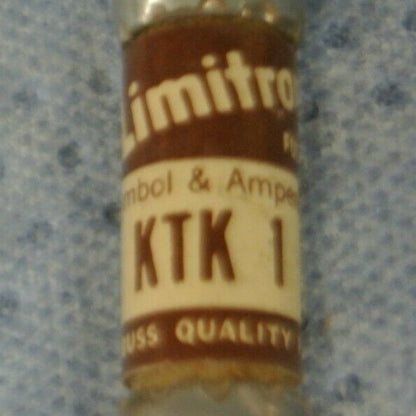 Limitro
mbol & Ampe
KTK 1
USS QUALITY